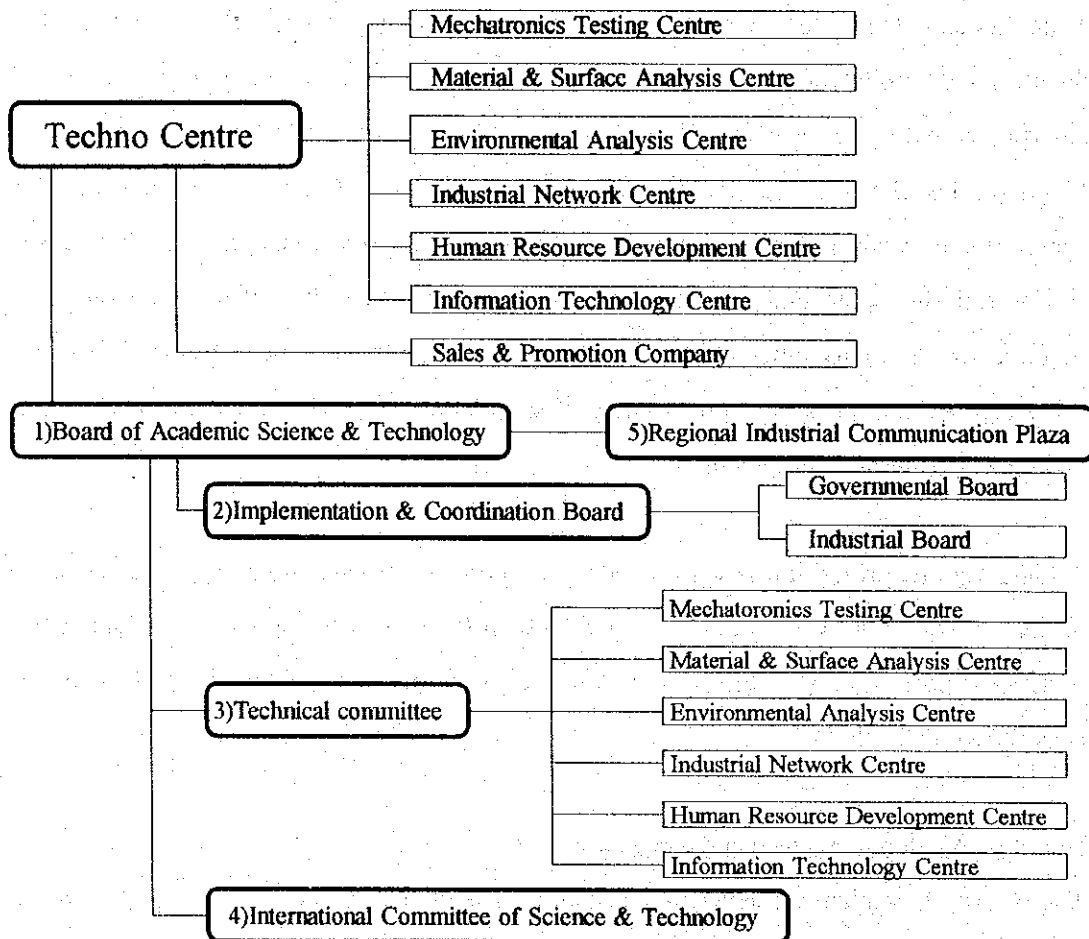 Mechatronics Testing Centre
Material & Surface Analysis Centre
Techno Centre
Environmental Analysis Centre
Industrial Network Centre
Human Resource Development Centre
Information Technology Centre
Sales & Promotion Company
1)Board of Academic Science & Technology
5)Regional Industrial Communication Plaza
2)Implementation & Coordination Board
Governmental Board
Industrial Board
Mechatoronics Testing Centre
Material & Surface Analysis Centre
3)Technical committee
Environmental Analysis Centre
Industrial Network Centre
Human Resource Development Centre
Information Technology Centre
4)International Committee of Science & Technology